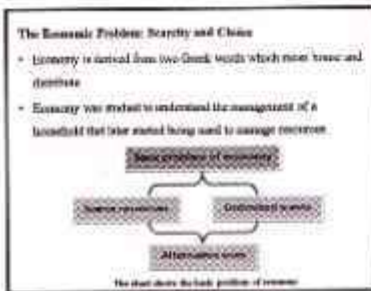 The Economic Problem: Scarcity and Choice
• Economy is derived from two Greek words which mean 'house' and
distribute
• Economy was studied to understand the management of a
household that later started being used to manage resources
Basic problem of economy
Scarce resources
Unlimited wants
Alternative uses
The chart shows the basic problem of economy